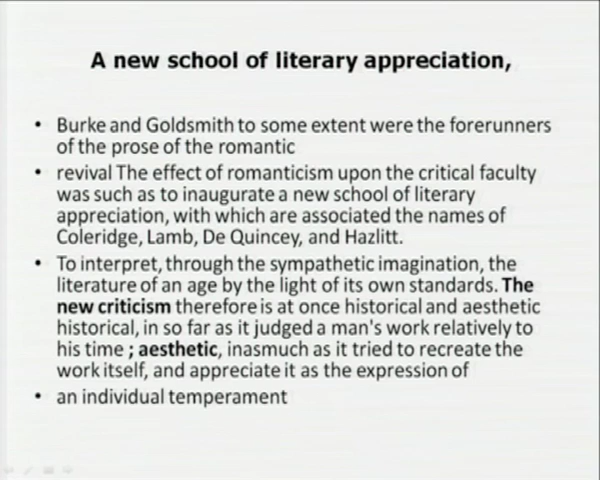 A new school of literary appreciation,
• Burke and Goldsmith to some extent were the forerunners
of the prose of the romantic
• revival The effect of romanticism upon the critical faculty
was such as to inaugurate a new school of literary
appreciation, with which are associated the names of
Coleridge, Lamb, De Quincey, and Hazlitt.
• To interpret, through the sympathetic imagination, the
literature of an age by the light of its own standards. The
new criticism therefore is at once historical and aesthetic
historical, in so far as it judged a man's work relatively to
his time ; aesthetic, inasmuch as it tried to recreate the
work itself, and appreciate it as the expression of
• an individual temperament